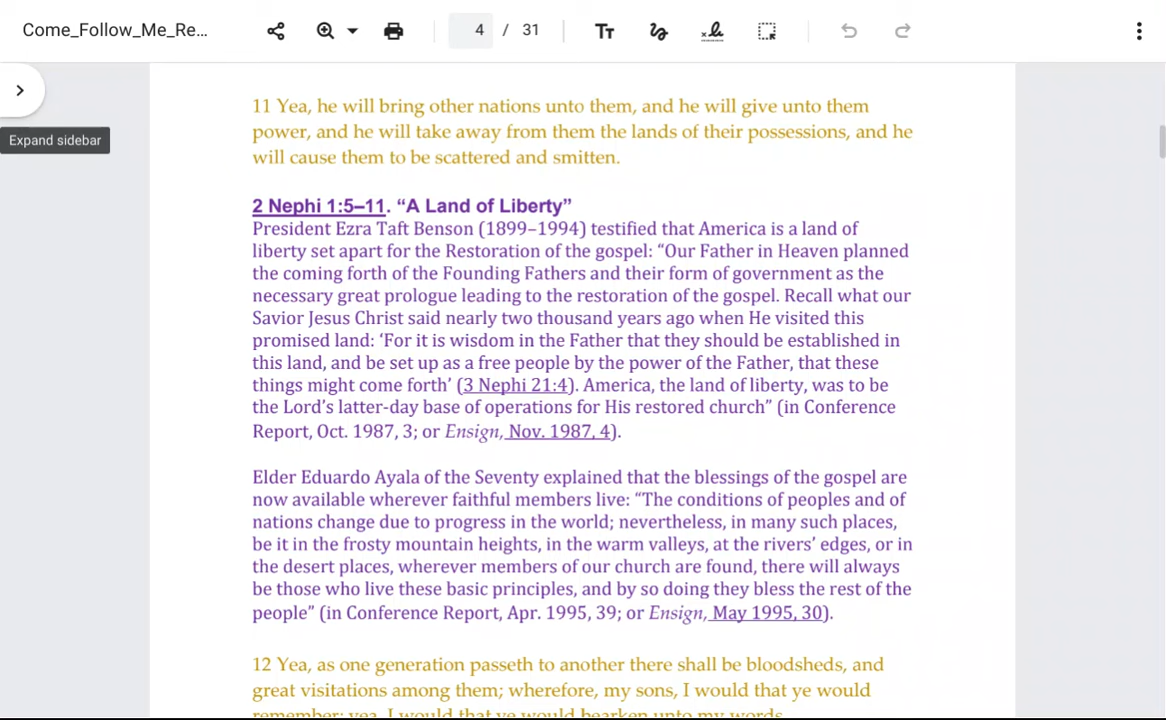 Come_Follow_Me_Re...
4 / 31
Expand sidebar
11 Yea, he will bring other nations unto them, and he will give unto them
power, and he will take away from them the lands of their possessions, and he
will cause them to be scattered and smitten.
2 Nephi 1:5–11. “A Land of Liberty”
President Ezra Taft Benson (1899–1994) testified that America is a land of
liberty set apart for the Restoration of the gospel: “Our Father in Heaven planned
the coming forth of the Founding Fathers and their form of government as the
necessary great prologue leading to the restoration of the gospel. Recall what our
Savior Jesus Christ said nearly two thousand years ago when He visited this
promised land: ‘For it is wisdom in the Father that they should be established in
this land, and be set up as a free people by the power of the Father, that these
things might come forth’ (3 Nephi 21:4). America, the land of liberty, was to be
the Lord’s latter-day base of operations for His restored church” (in Conference
Report, Oct. 1987, 3; or Ensign, Nov. 1987, 4).
Elder Eduardo Ayala of the Seventy explained that the blessings of the gospel are
now available wherever faithful members live: “The conditions of peoples and of
nations change due to progress in the world; nevertheless, in many such places,
be it in the frosty mountain heights, in the warm valleys, at the rivers’ edges, or in
the desert places, wherever members of our church are found, there will always
be those who live these basic principles, and by so doing they bless the rest of the
people” (in Conference Report, Apr. 1995, 39; or Ensign, May 1995, 30).
12 Yea, as one generation passeth to another there shall be bloodsheds, and
great visitations among them; wherefore, my sons, I would that ye would
remember; yea, I would that ye would hearken unto my words.